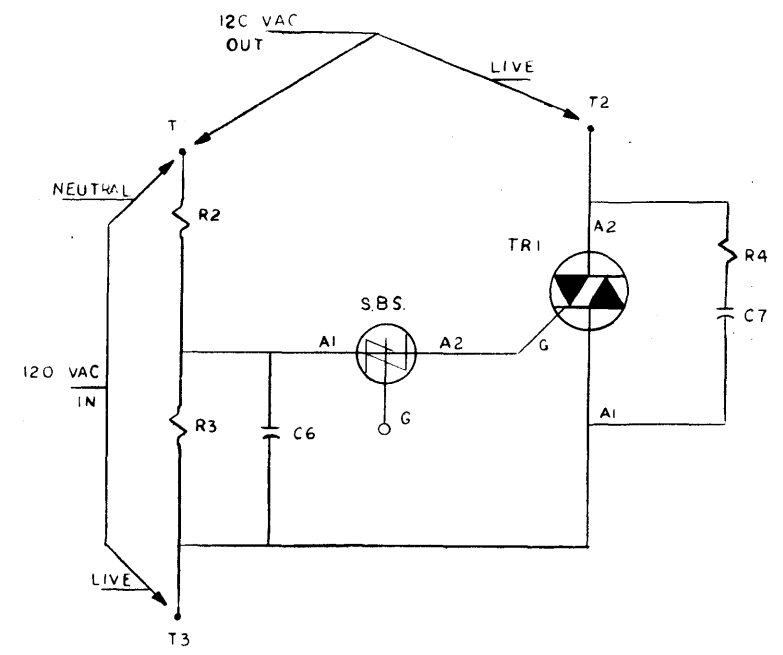 12C VAC
OUT
LIVE
T2
T
NEUTRAL
R2
A2
TR1
R4
S.B.S.
C7
A1
A2
G
120 VAC
IN
R3
C6
G
A1
LIVE
T3